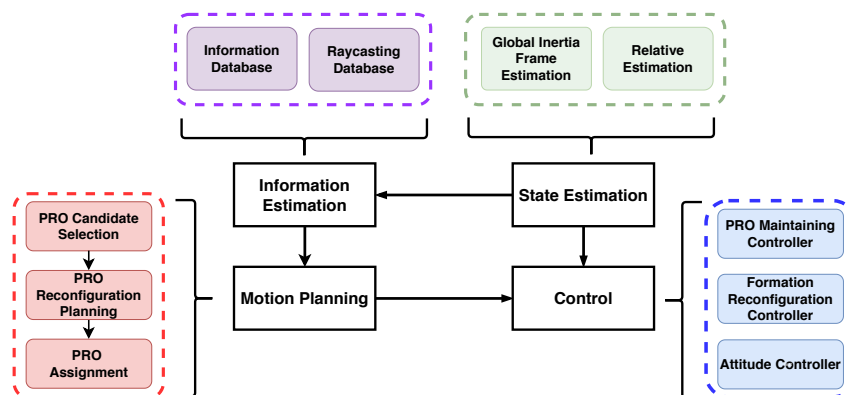 Information
Database
Raycasting
Database
Global Inertia
Frame
Estimation
Relative
Estimation
Information
Estimation
State Estimation
Motion Planning
Control
PRO Candidate
Selection
PRO
Reconfiguration
Planning
PRO
Assignment
PRO Maintaining
Controller
Formation
Reconfiguration
Controller
Attitude Controller